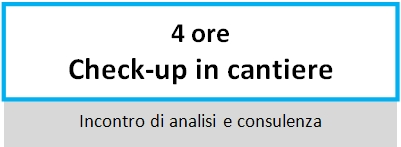 4 ore
Check-up in cantiere
Incontro di analisi e consulenza